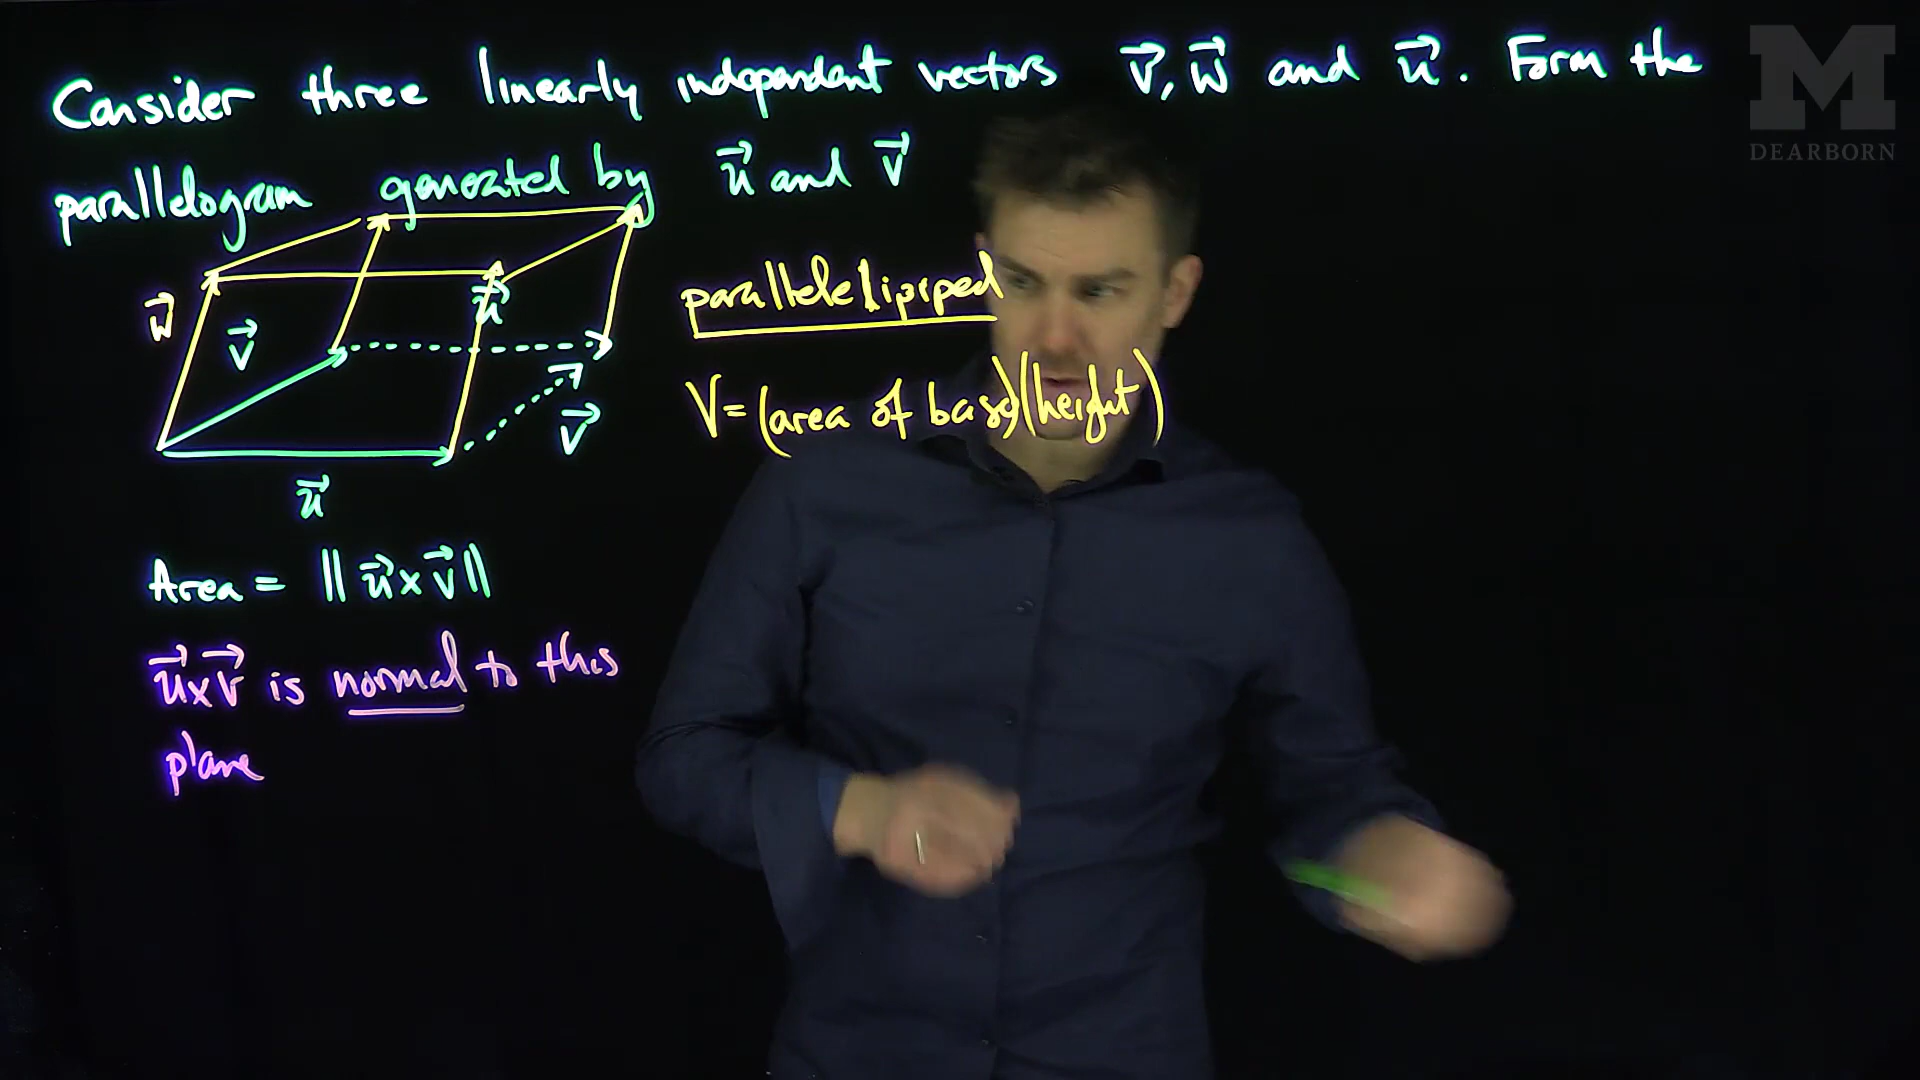 Consider three linearly independent vectors v⃗, w⃗ and u⃗. Form the
parallelogram generated by u⃗ and v⃗
M
DEARBORN
parallelelipiped
w⃗
v⃗
u⃗
V = (area of base)(height)
v⃗
u⃗
Area = ‖ u⃗ × v⃗ ‖
u⃗ × v⃗ is normal to this
plane